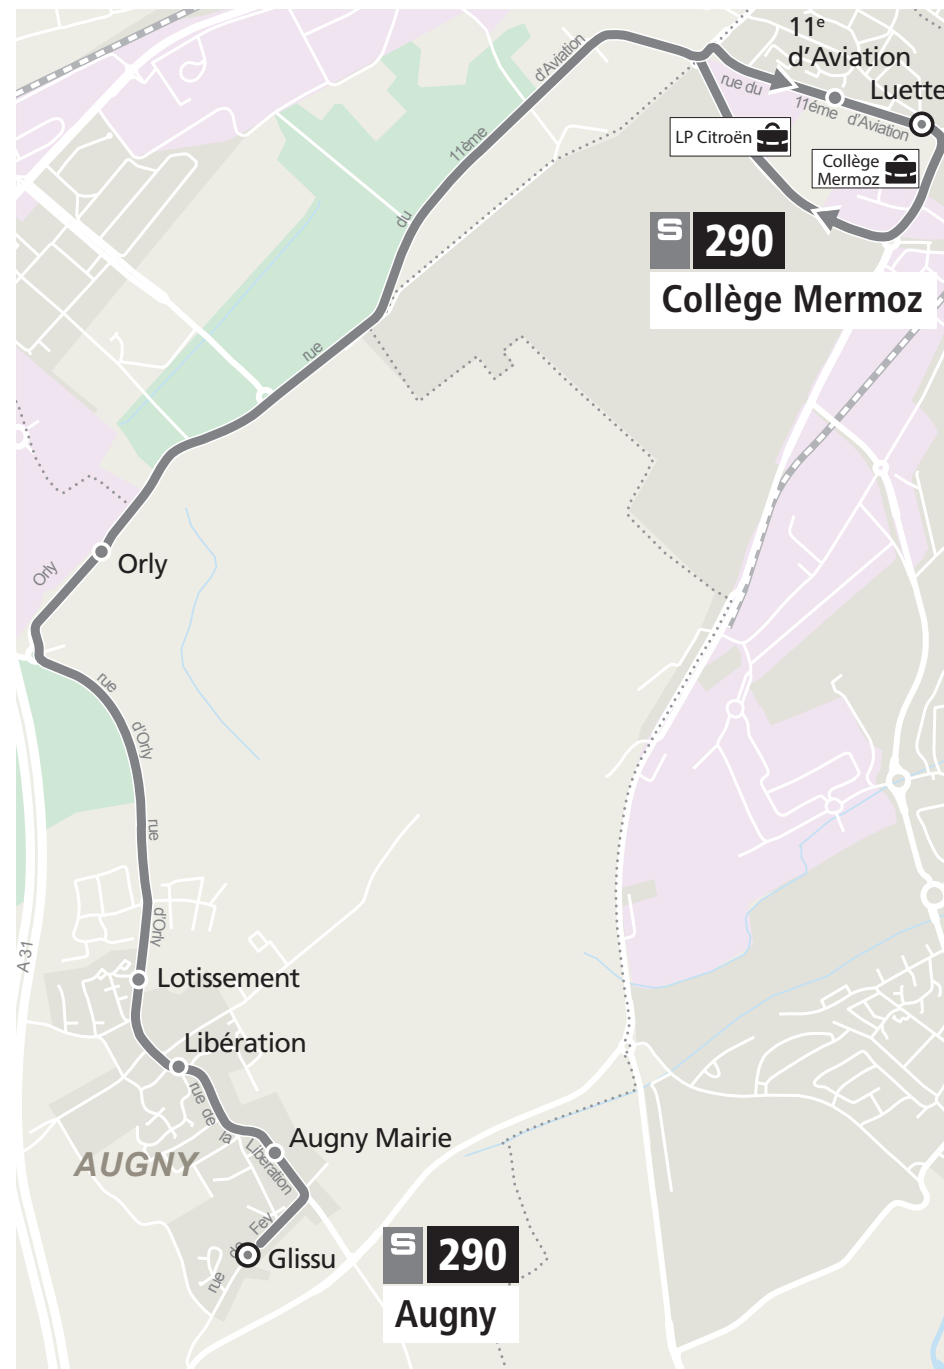 11e
d'Aviation
Luette
d'Aviation
rue du
11éme d'Aviation
11ème
LP Citroën
Collège
Mermoz
du
S 290
Collège Mermoz
rue
Orly
Orly
rue
d'Orly
rue
d'Orly
A 31
Lotissement
Libération
rue de la Libération
Augny Mairie
AUGNY
rue de Fey
Glissu
S 290
Augny